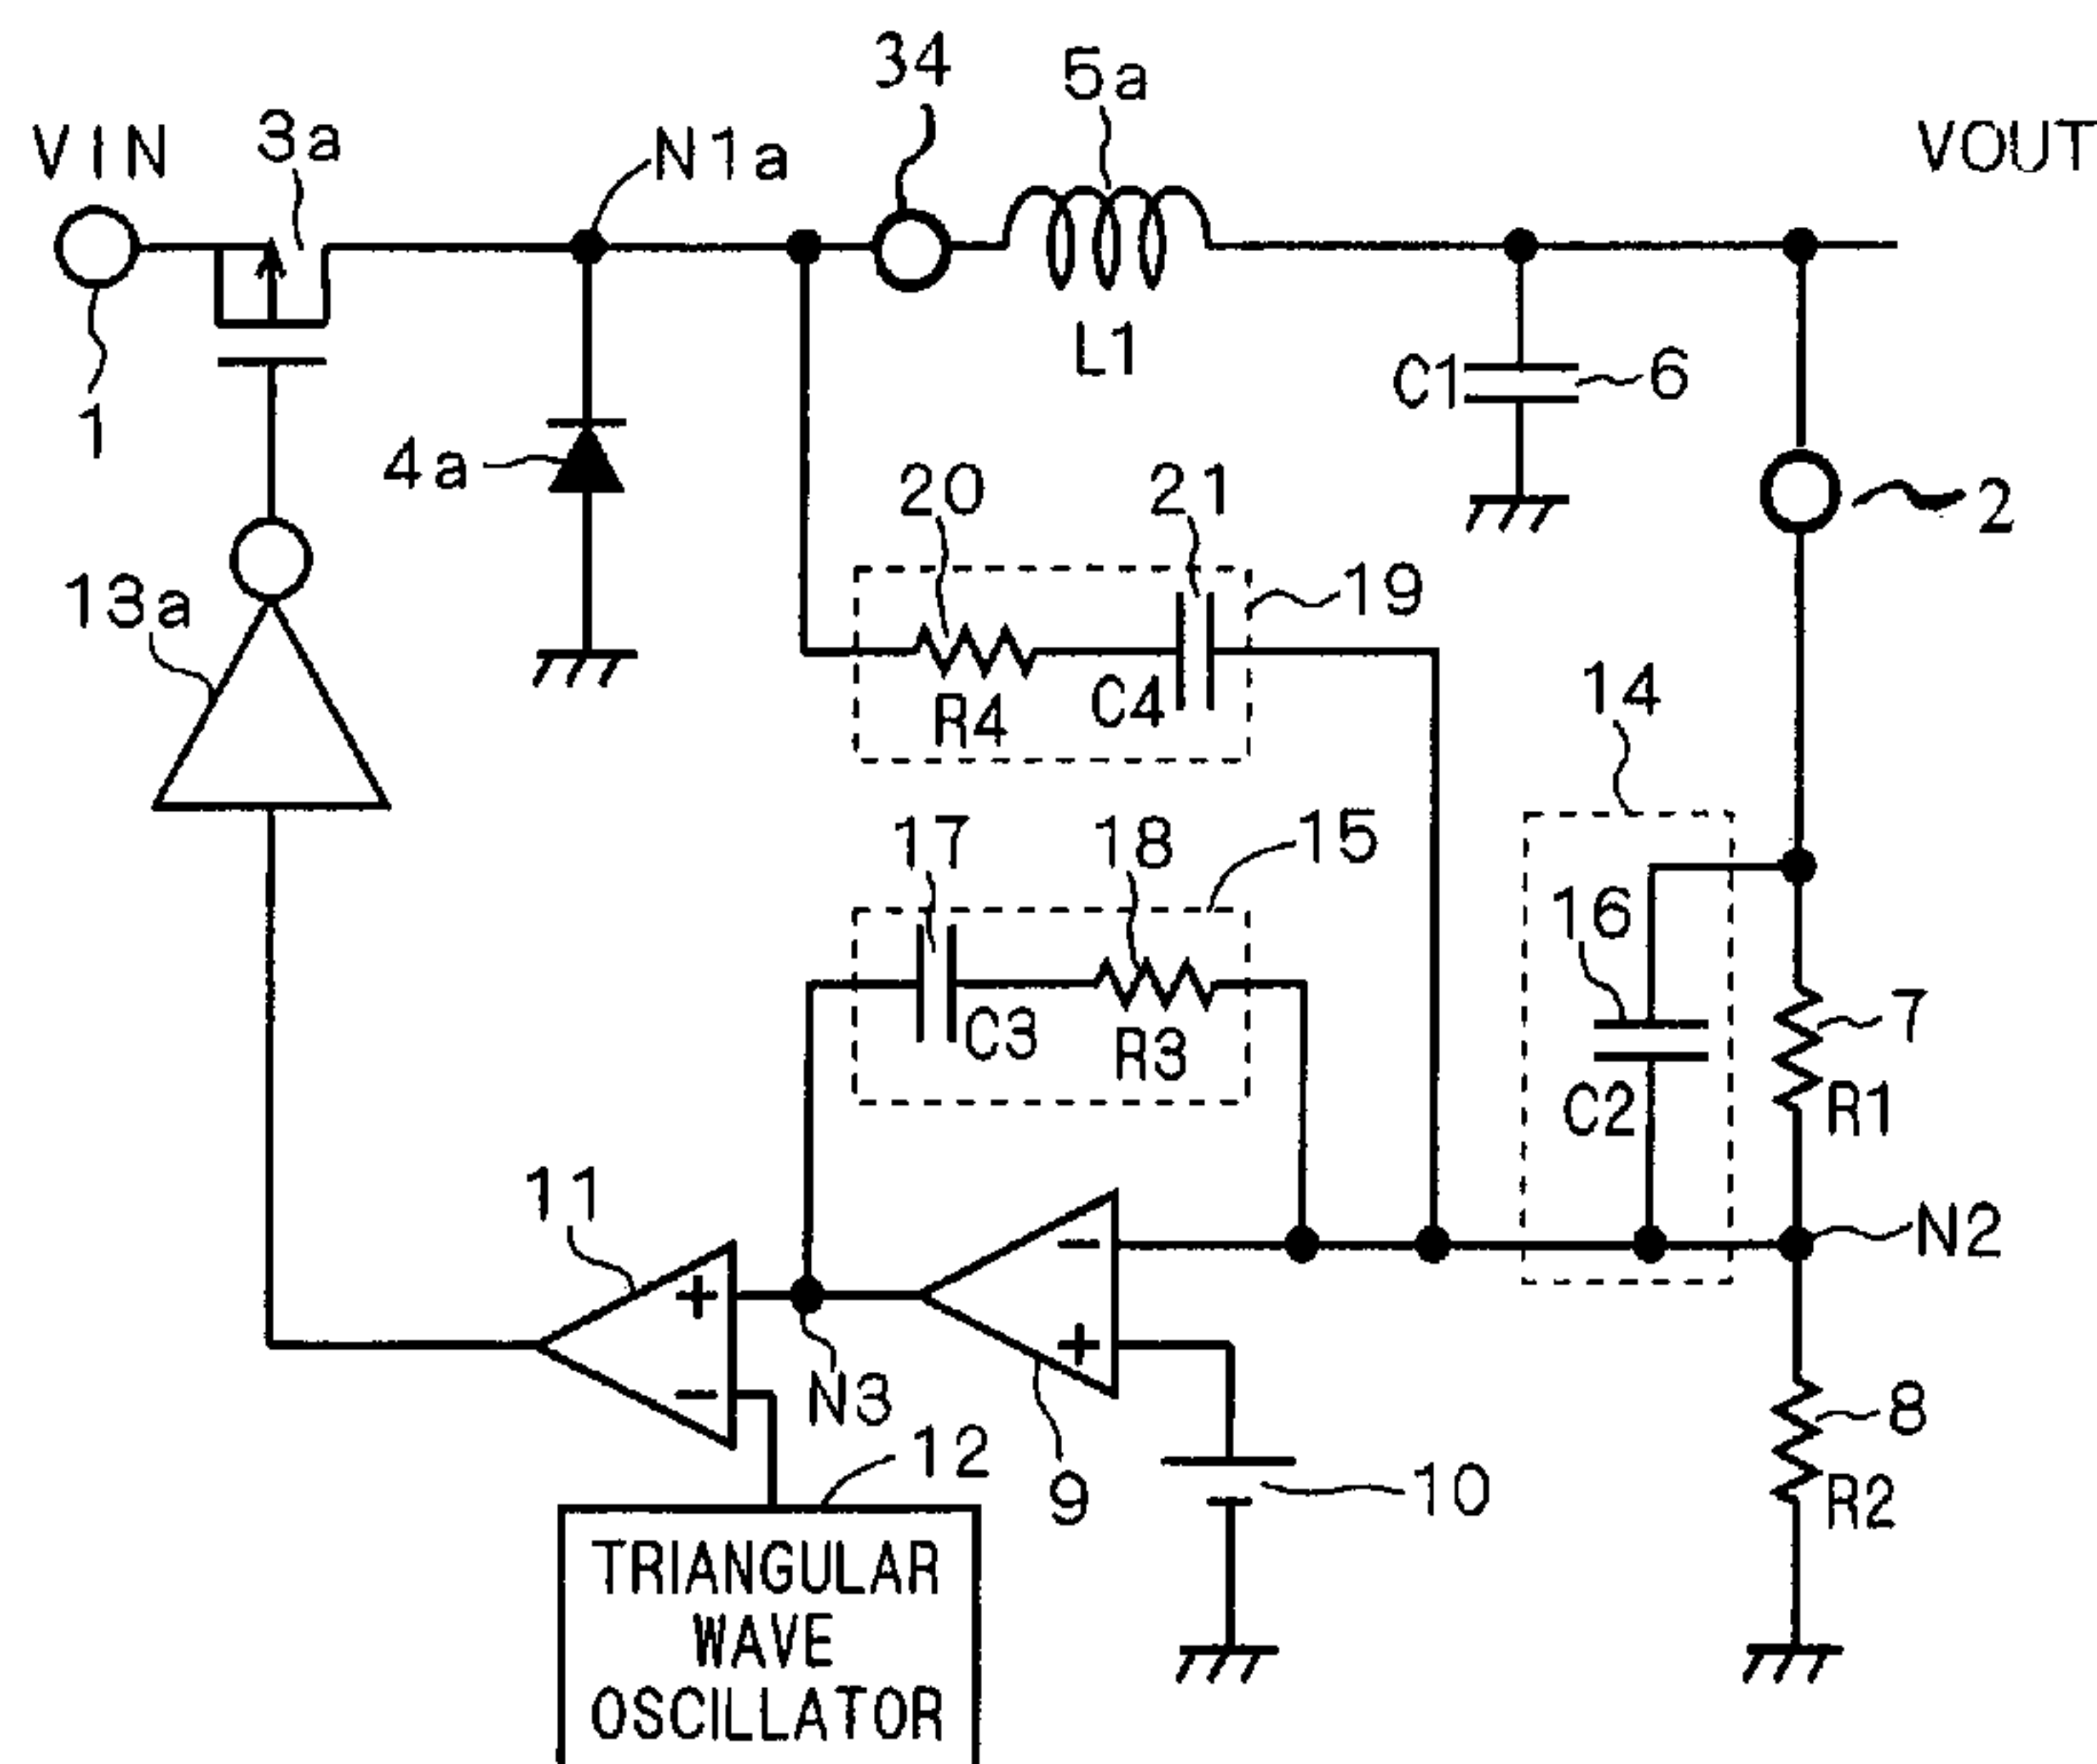 34
5a
VIN
3a
N1a
VOUT
1
L1
C1
6
4a
20
21
2
13a
19
R4
C4
14
17
18
15
16
C3
R3
7
C2
R1
11
-
N2
+
+
N3
-
12
9
10
8
R2
TRIANGULAR
WAVE
OSCILLATOR